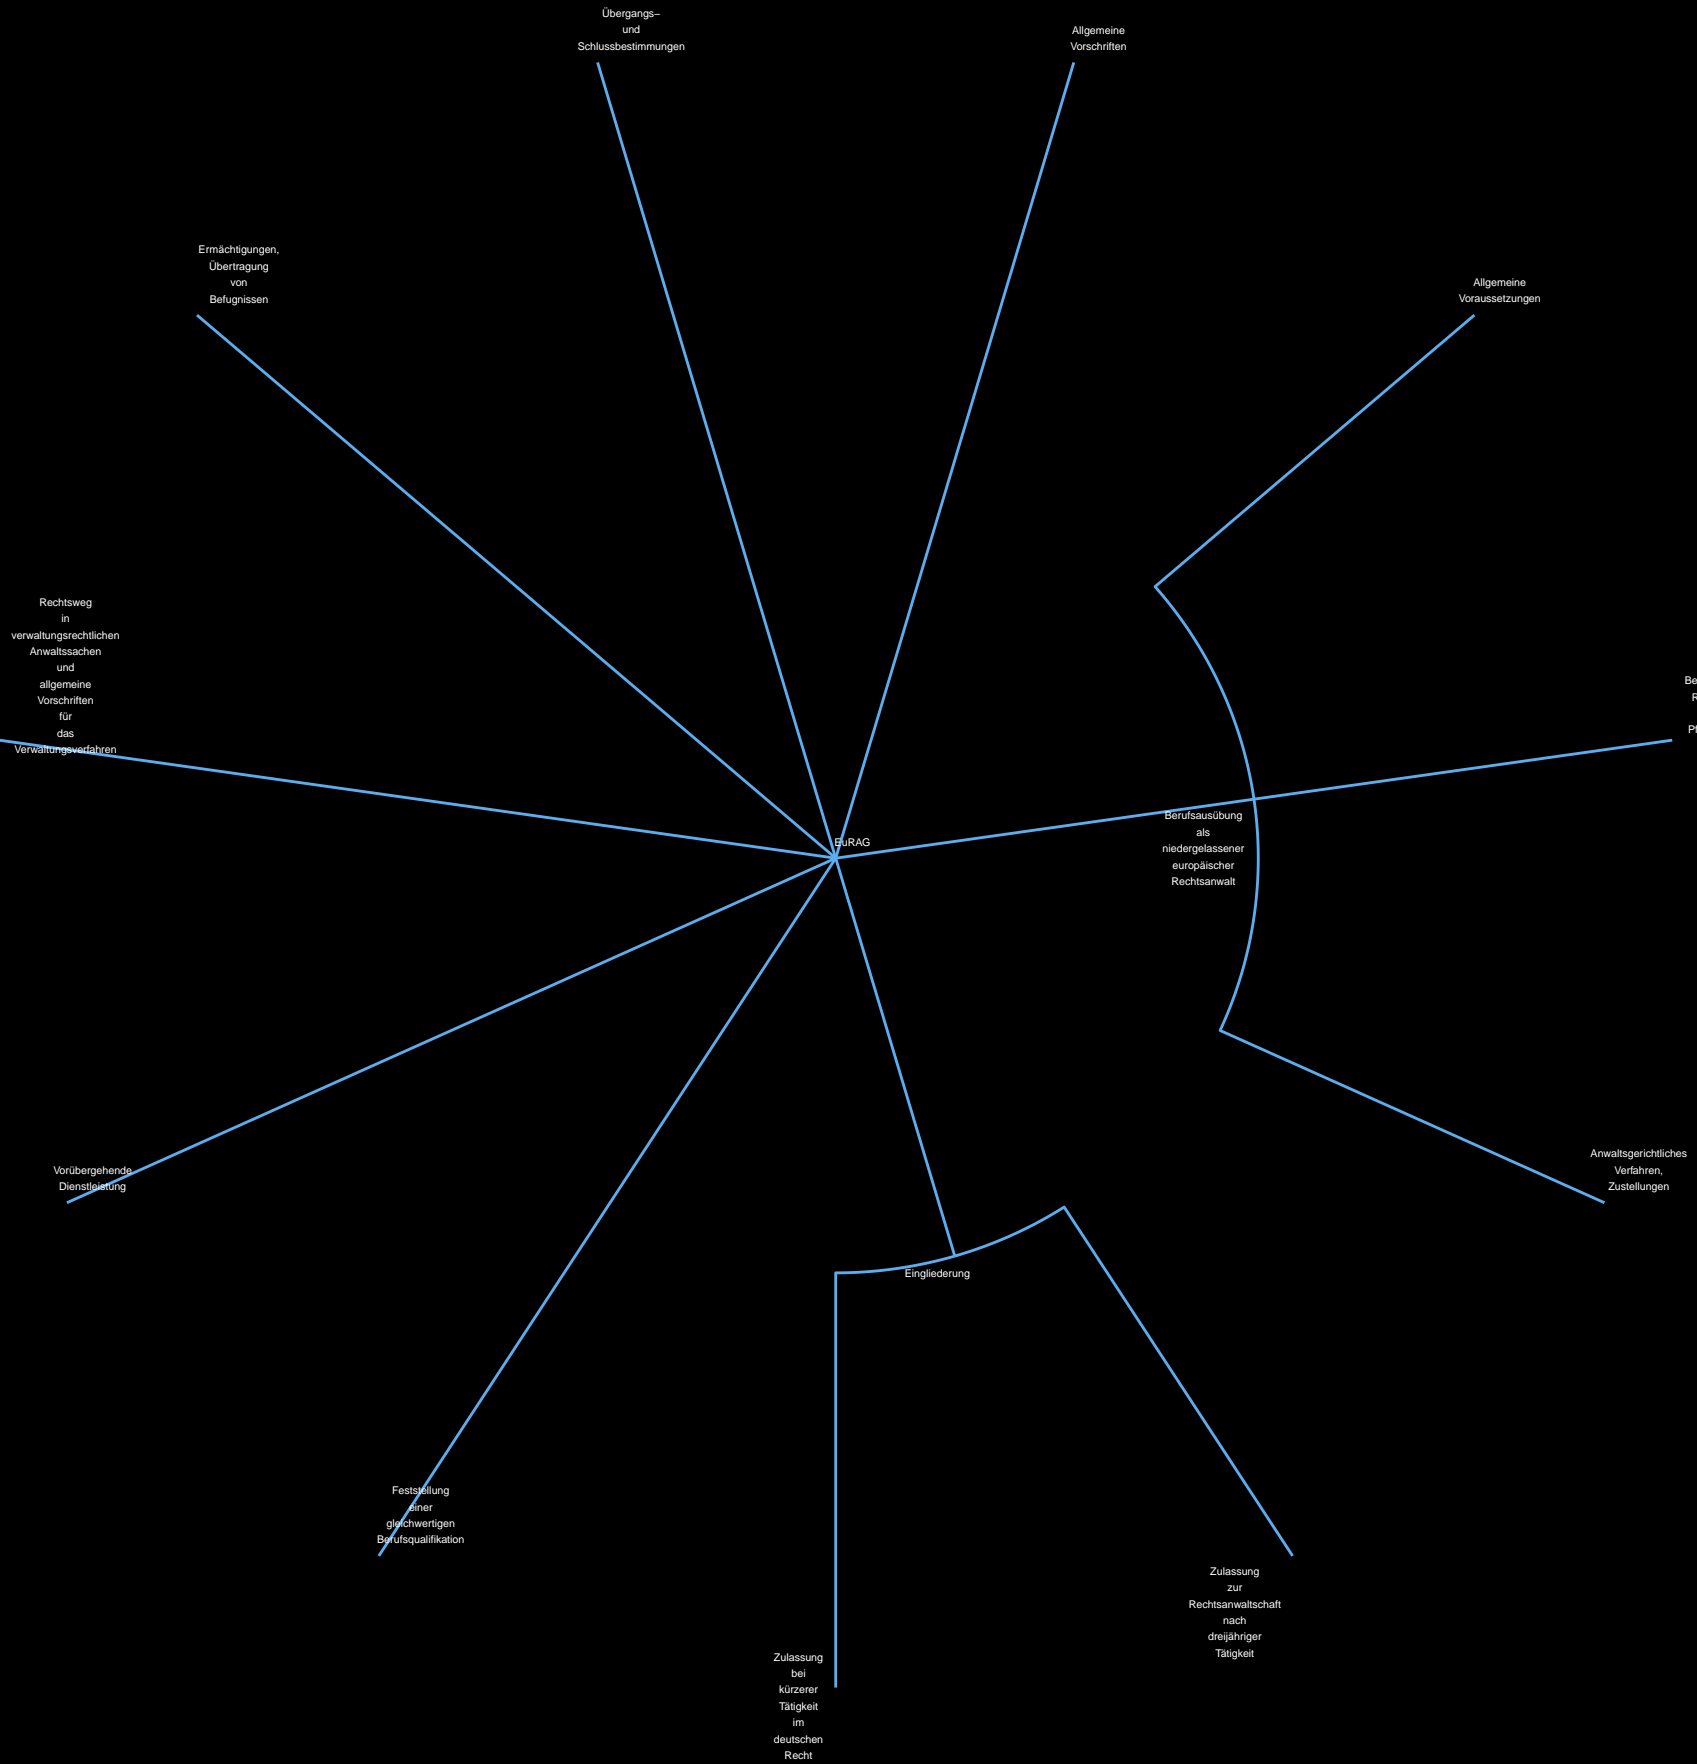 Übergangs–
und
Schlussbestimmungen
Allgemeine
Vorschriften
Ermächtigungen,
Übertragung
von
Befugnissen
Allgemeine
Voraussetzungen
Rechtsweg
in
verwaltungsrechtlichen
Anwaltssachen
und
allgemeine
Vorschriften
für
das
Verwaltungsverfahren
EuRAG
Berufsausübung
als
niedergelassener
europäischer
Rechtsanwalt
Vorübergehende
Dienstleistung
Anwaltsgerichtliches
Verfahren,
Zustellungen
Eingliederung
Feststellung
einer
gleichwertigen
Berufsqualifikation
Zulassung
zur
Rechtsanwaltschaft
nach
dreijähriger
Tätigkeit
Zulassung
bei
kürzerer
Tätigkeit
im
deutschen
Recht